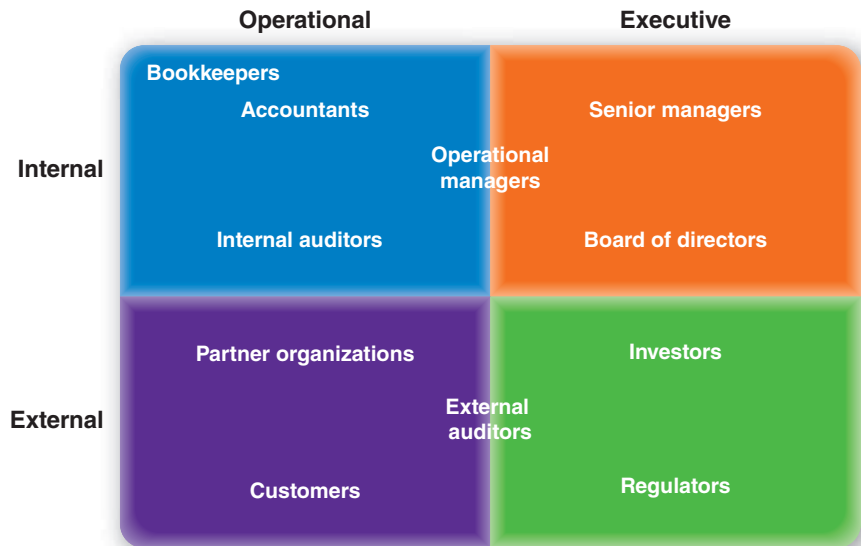 Operational
Executive
Internal
Bookkeepers
Accountants
Senior managers
Operational
managers
Internal auditors
Board of directors
External
Partner organizations
Investors
External
auditors
Customers
Regulators